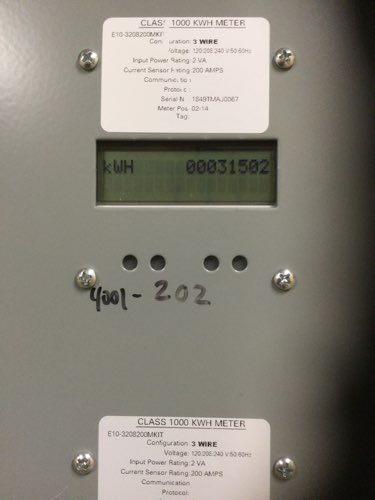 CLASS 1000 KWH METER
E10-3208200MKIT
Configuration: 3 WIRE
Voltage: 120.208.240 V:50:60Hz
Input Power Rating: 2 VA
Current Sensor Rating: 200 AMPS
Communication
Protocol
Serial N 1649TMAJ0067
Meter Pos. 02-14
Tag:
kWH 00031502
4001-202
CLASS 1000 KWH METER
E10-3208200MKIT
Configuration: 3 WIRE
Voltage: 120.208.240 V:50:60Hz
Input Power Rating: 2 VA
Current Sensor Rating: 200 AMPS
Communication
Protocol: